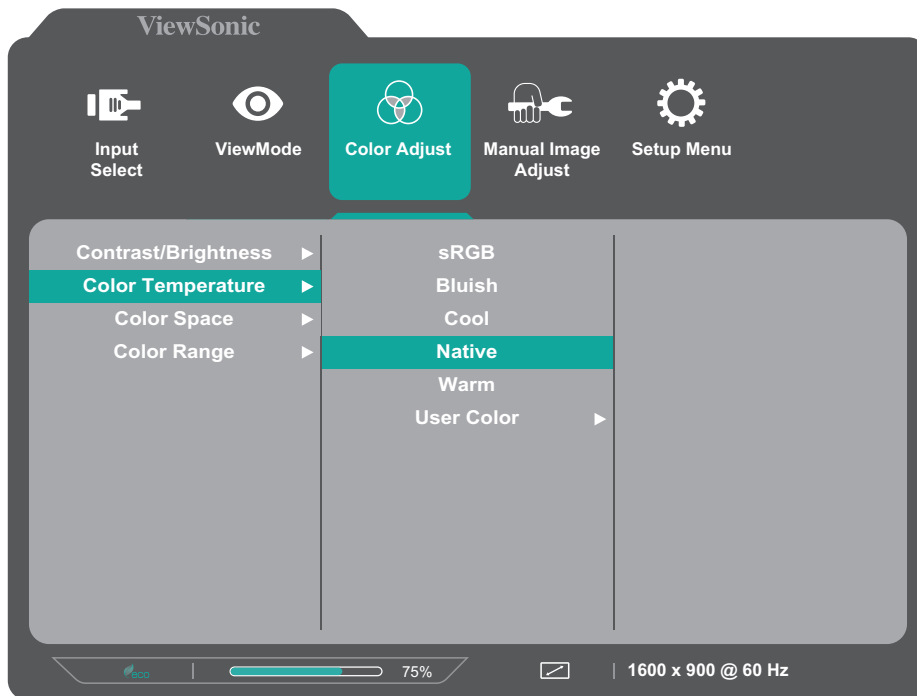 ViewSonic
Input Select
ViewMode
Color Adjust
Manual Image Adjust
Setup Menu
Contrast/Brightness
Color Temperature
Color Space
Color Range
sRGB
Bluish
Cool
Native
Warm
User Color
eco
75%
1600 x 900 @ 60 Hz